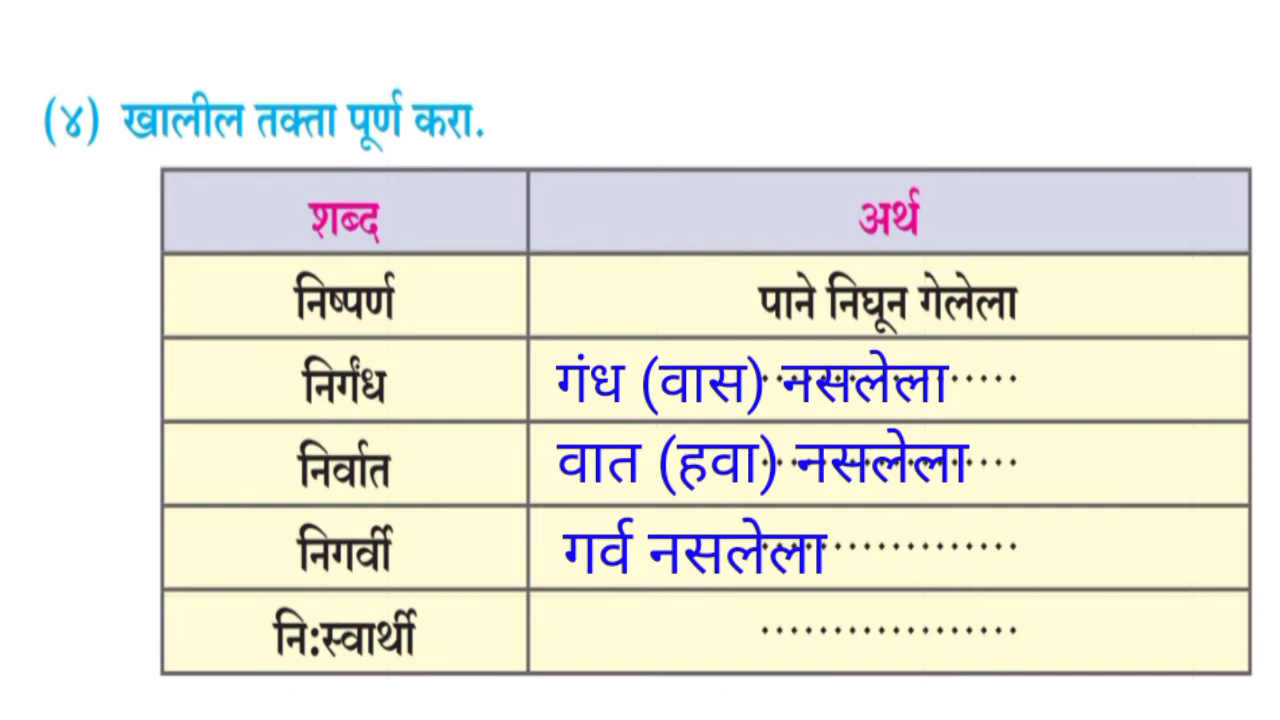 (४) खालील तक्ता पूर्ण करा.
शब्द अर्थ
निष्पर्ण पाने निघून गेलेला
निर्गंध गंध (वास) नसलेला
निर्वात वात (हवा) नसलेला
निगर्वी गर्व नसलेला
नि:स्वार्थी ..................